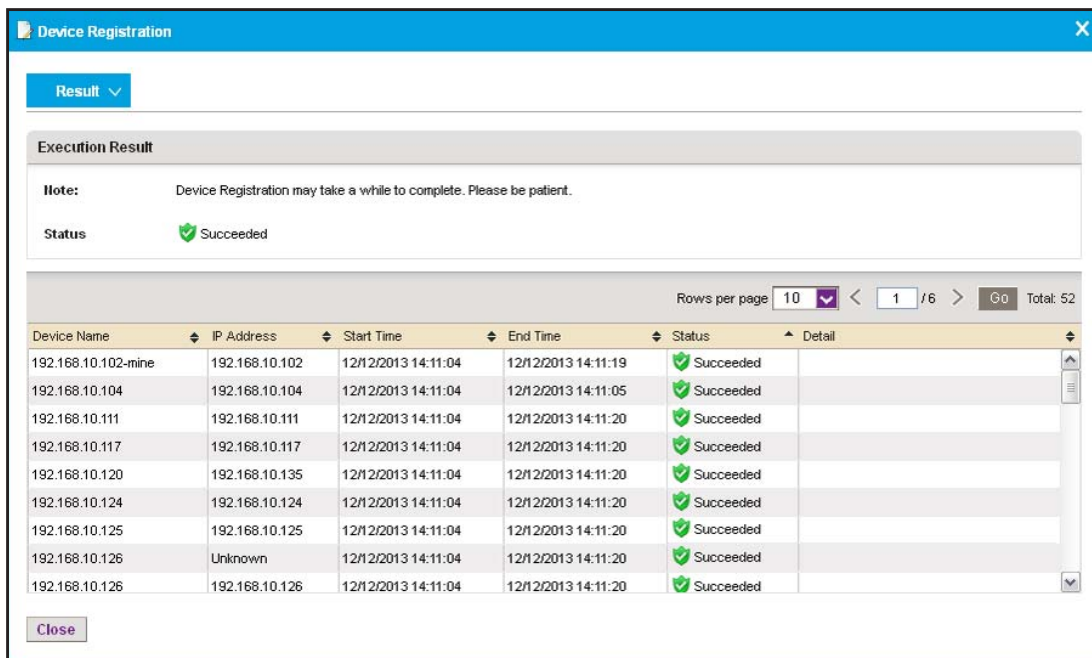 Device Registration X
Result
Execution Result
Note: Device Registration may take a while to complete. Please be patient.
Status Succeeded
Rows per page 10 < 1 /6 > Go Total: 52
Device Name IP Address Start Time End Time Status Detail
192.168.10.102-mine 192.168.10.102 12/12/2013 14:11:04 12/12/2013 14:11:19 Succeeded
192.168.10.104 192.168.10.104 12/12/2013 14:11:04 12/12/2013 14:11:05 Succeeded
192.168.10.111 192.168.10.111 12/12/2013 14:11:04 12/12/2013 14:11:20 Succeeded
192.168.10.117 192.168.10.117 12/12/2013 14:11:04 12/12/2013 14:11:20 Succeeded
192.168.10.120 192.168.10.135 12/12/2013 14:11:04 12/12/2013 14:11:20 Succeeded
192.168.10.124 192.168.10.124 12/12/2013 14:11:04 12/12/2013 14:11:20 Succeeded
192.168.10.125 192.168.10.125 12/12/2013 14:11:04 12/12/2013 14:11:20 Succeeded
192.168.10.126 Unknown 12/12/2013 14:11:04 12/12/2013 14:11:20 Succeeded
192.168.10.126 192.168.10.126 12/12/2013 14:11:04 12/12/2013 14:11:20 Succeeded
Close